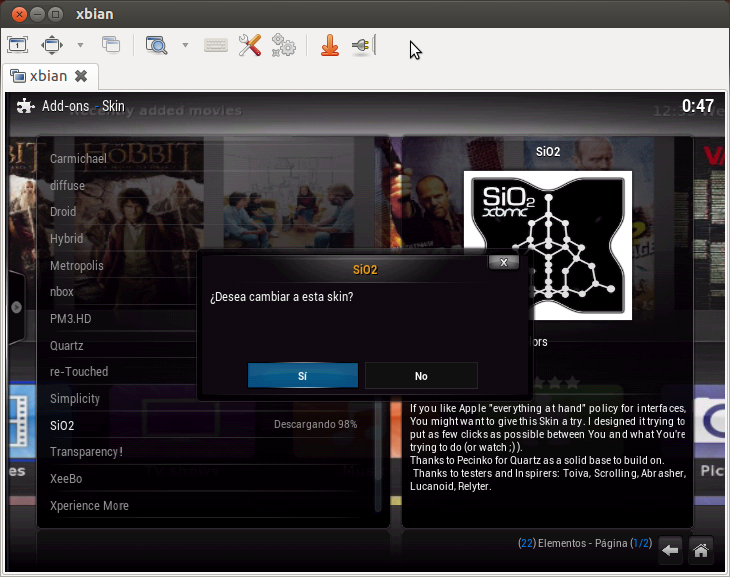 xbian
xbian
Add-ons - Skin
Recently added movies
0:47
HOBBIT
Carmichael
diffuse
Droid
Hybrid
Metropolis
nbox
PM3.HD
Quartz
re-Touched
Simplicity
SiO2
Descargando 98%
Transparency!
XeeBo
Xperience More
SiO2
SiO2
xbmc
SiO2
x
¿Desea cambiar a esta skin?
Sí
No
If you like Apple "everything at hand" policy for interfaces,
You might want to give this Skin a try. I designed it trying to
put as few clicks as possible between You and what You're
trying to do (or watch ;) ).
Thanks to Pecinko for Quartz as a solid base to build on.
Thanks to testers and Inspirers: Toiva, Scrolling, Abrasher,
Lucanoid, Relyter.
(22) Elementos - Página (1/2)